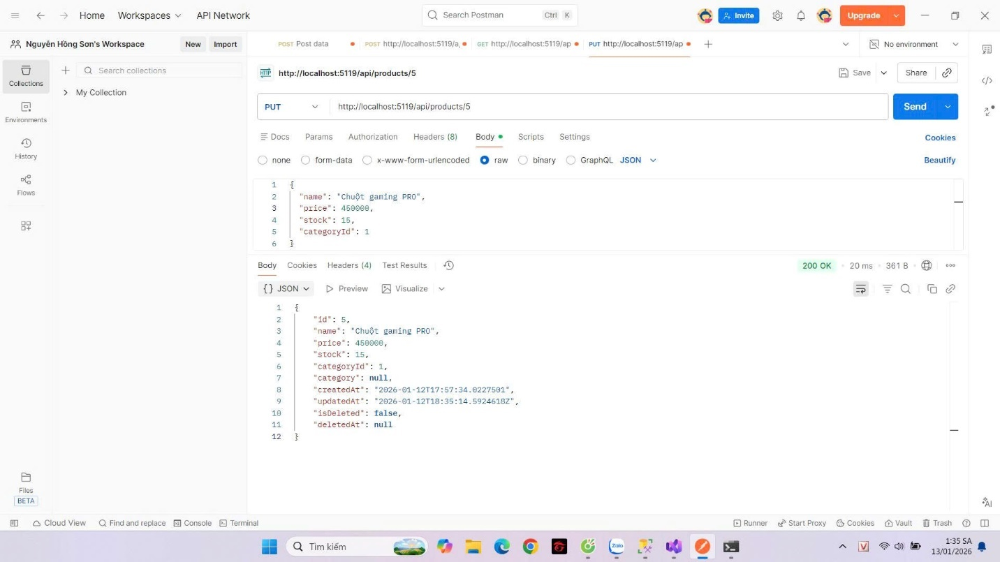 Home Workspaces API Network Search Postman Ctrl K Invite Upgrade
Nguyễn Hồng Sơn's Workspace New Import POST Post data POST http://localhost:5119/a, GET http://localhost:5119/ap PUT http://localhost:5119/ap No environment
Collections Search collections HTTP http://localhost:5119/api/products/5 Save Share
My Collection
PUT http://localhost:5119/api/products/5 Send
Environments
History
Flows
Docs Params Authorization Headers (8) Body Scripts Settings Cookies
none form-data x-www-form-urlencoded raw binary GraphQL JSON Beautify
1 {
2 "name": "Chuột gaming PRO",
3 "price": 450000,
4 "stock": 15,
5 "categoryId": 1
6 }
Body Cookies Headers (4) Test Results 200 OK 20 ms 361 B
{} JSON Preview Visualize
1 {
2 "id": 5,
3 "name": "Chuột gaming PRO",
4 "price": 450000,
5 "stock": 15,
6 "categoryId": 1,
7 "category": null,
8 "createdAt": "2026-01-12T17:57:34.0227501",
9 "updatedAt": "2026-01-12T18:35:14.5924618Z",
10 "isDeleted": false,
11 "deletedAt": null
12 }
Files
BETA
AI
Cloud View Find and replace Console Terminal Runner Start Proxy Cookies Vault Trash
Tìm kiếm Zalo V 1:35 SA
13/01/2026